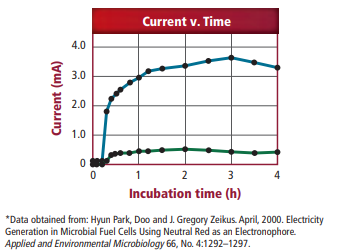 Current v. Time
Current (mA)
4.0
3.0
2.0
1.0
0
0 1 2 3 4
Incubation time (h)
*Data obtained from: Hyun Park, Doo and J. Gregory Zeikus. April, 2000. Electricity
Generation in Microbial Fuel Cells Using Neutral Red as an Electronophore.
Applied and Environmental Microbiology 66, No. 4:1292–1297.